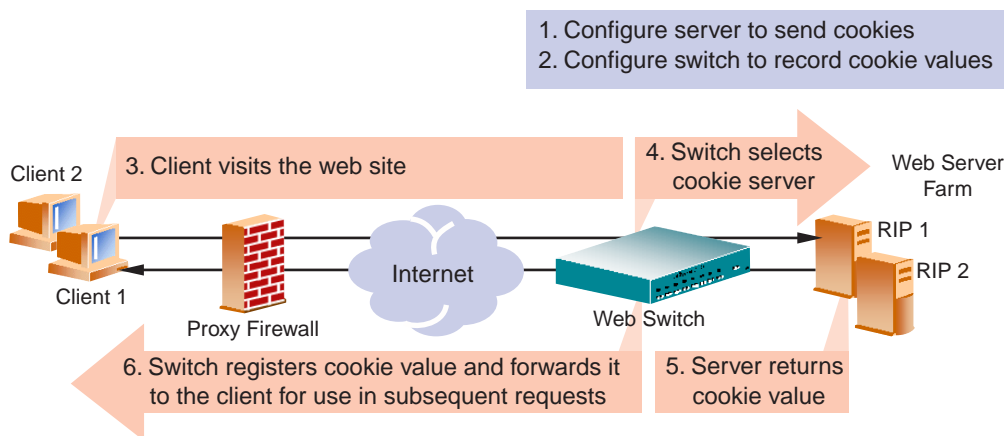 1. Configure server to send cookies
2. Configure switch to record cookie values
3. Client visits the web site
4. Switch selects
cookie server
Web Server
Farm
Client 2
Client 1
Proxy Firewall
Internet
Web Switch
RIP 1
RIP 2
6. Switch registers cookie value and forwards it
to the client for use in subsequent requests
5. Server returns
cookie value